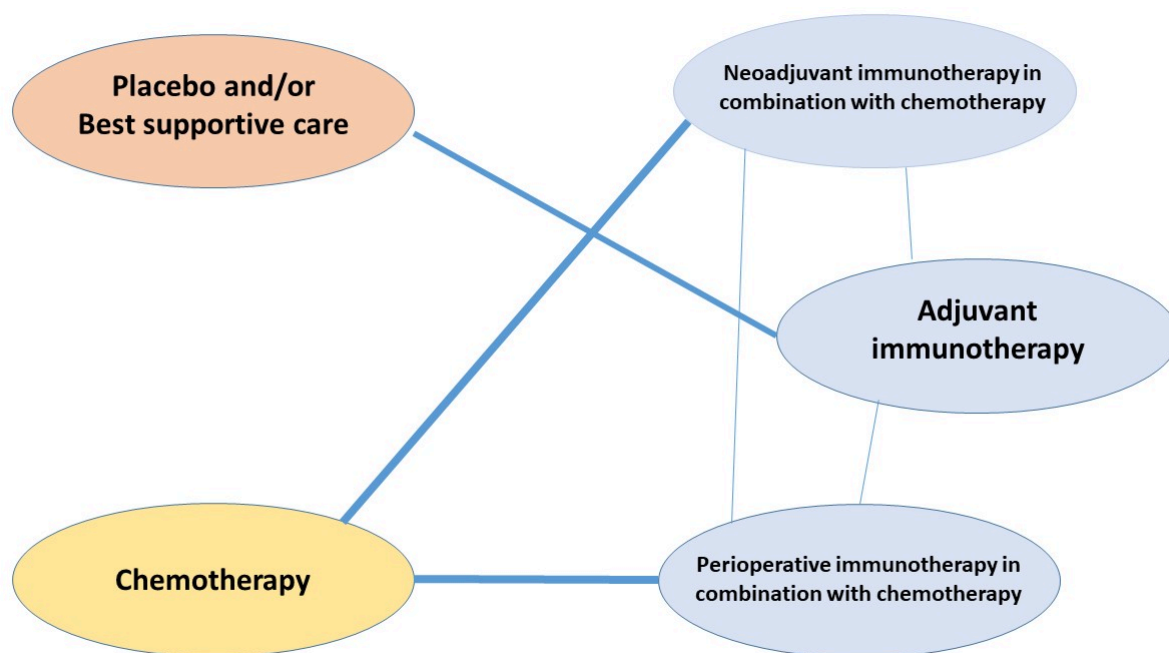 Placebo and/or
Best supportive care
Neoadjuvant immunotherapy in
combination with chemotherapy
Adjuvant
immunotherapy
Chemotherapy
Perioperative immunotherapy in
combination with chemotherapy